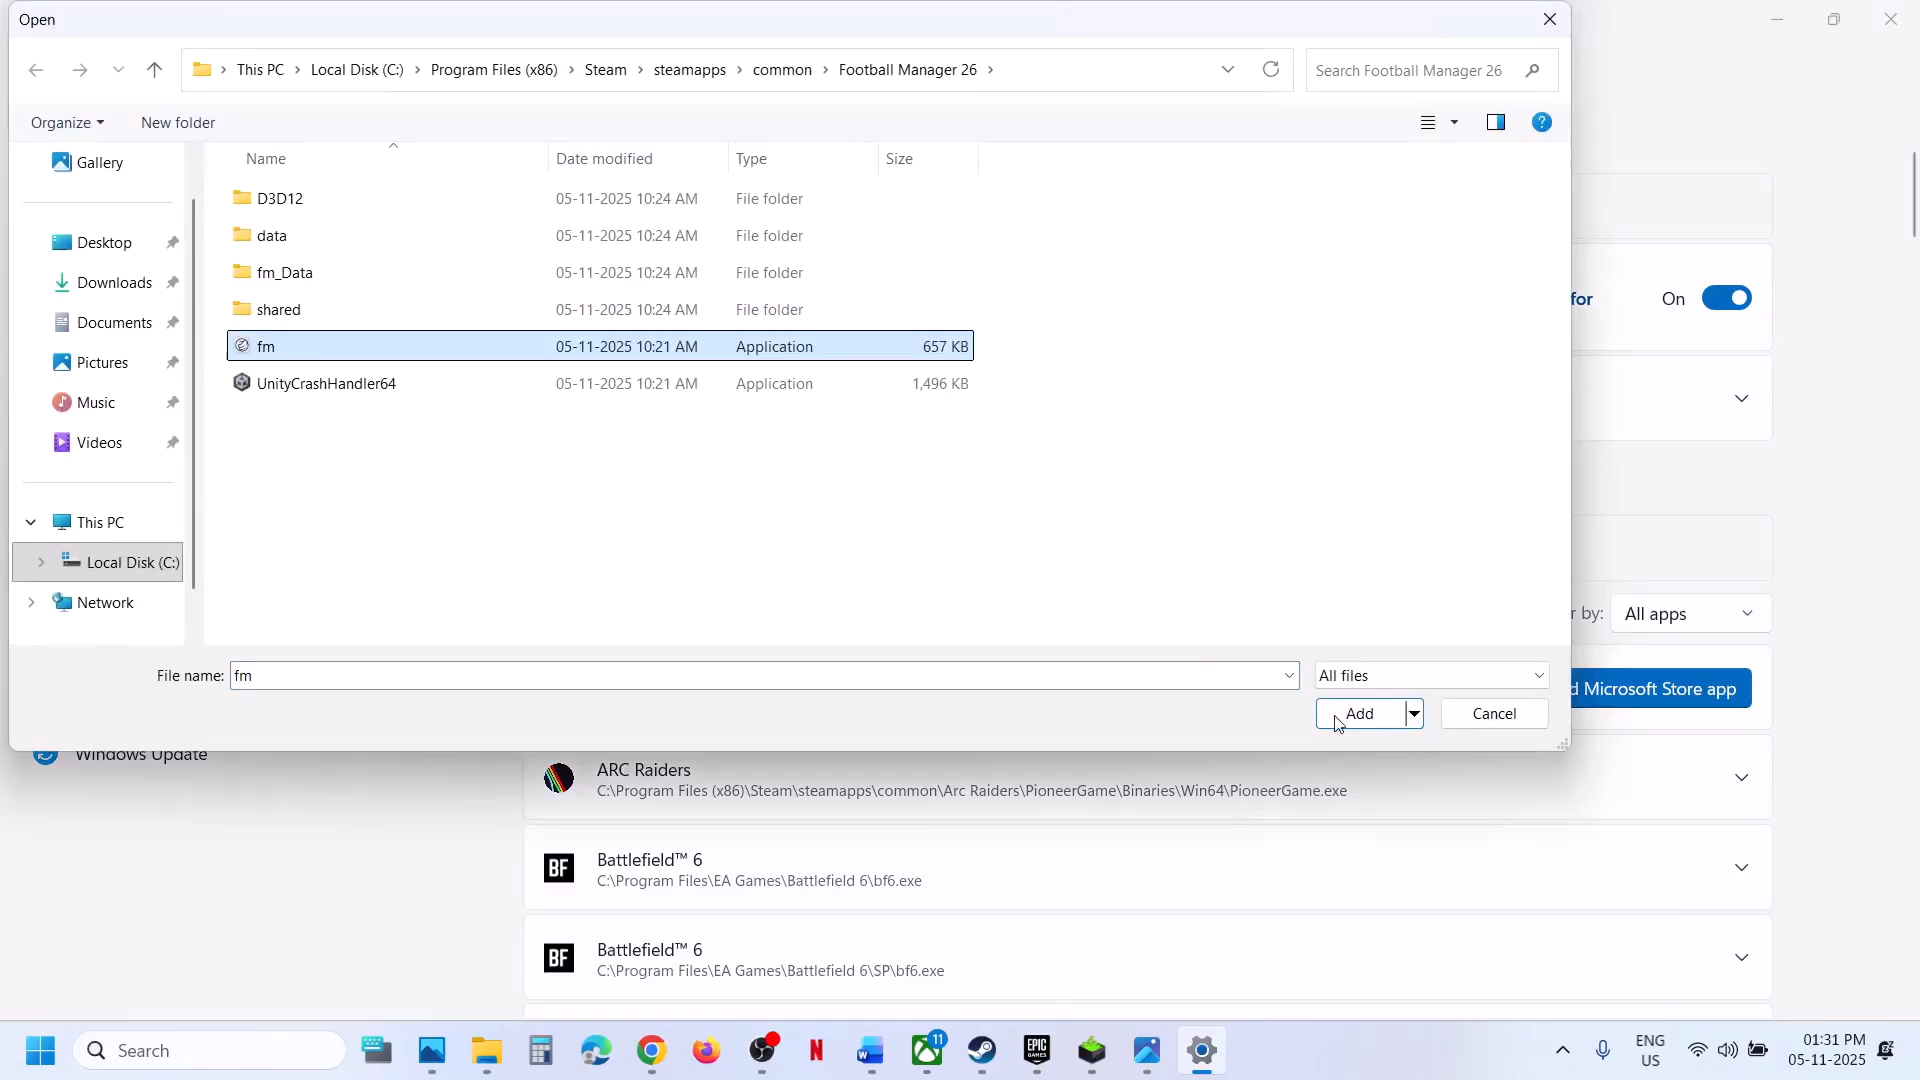 Open
This PC > Local Disk (C:) > Program Files (x86) > Steam > steamapps > common > Football Manager 26 >
Search Football Manager 26
Organize
New folder
Gallery
Desktop
Downloads
Documents
Pictures
Music
Videos
This PC
Local Disk (C:)
Network
Name Date modified Type Size
D3D12 05-11-2025 10:24 AM File folder
data 05-11-2025 10:24 AM File folder
fm_Data 05-11-2025 10:24 AM File folder
shared 05-11-2025 10:24 AM File folder
fm 05-11-2025 10:21 AM Application 657 KB
UnityCrashHandler64 05-11-2025 10:21 AM Application 1,496 KB
File name: fm
All files
Add
Cancel
for
On
r by: All apps
d Microsoft Store app
Windows Update
ARC Raiders
C:\Program Files (x86)\Steam\steamapps\common\Arc Raiders\PioneerGame\Binaries\Win64\PioneerGame.exe
BF
Battlefield™ 6
C:\Program Files\EA Games\Battlefield 6\bf6.exe
BF
Battlefield™ 6
C:\Program Files\EA Games\Battlefield 6\SP\bf6.exe
Search
11
EPIC
GAMES
ENG
US
01:31 PM
05-11-2025